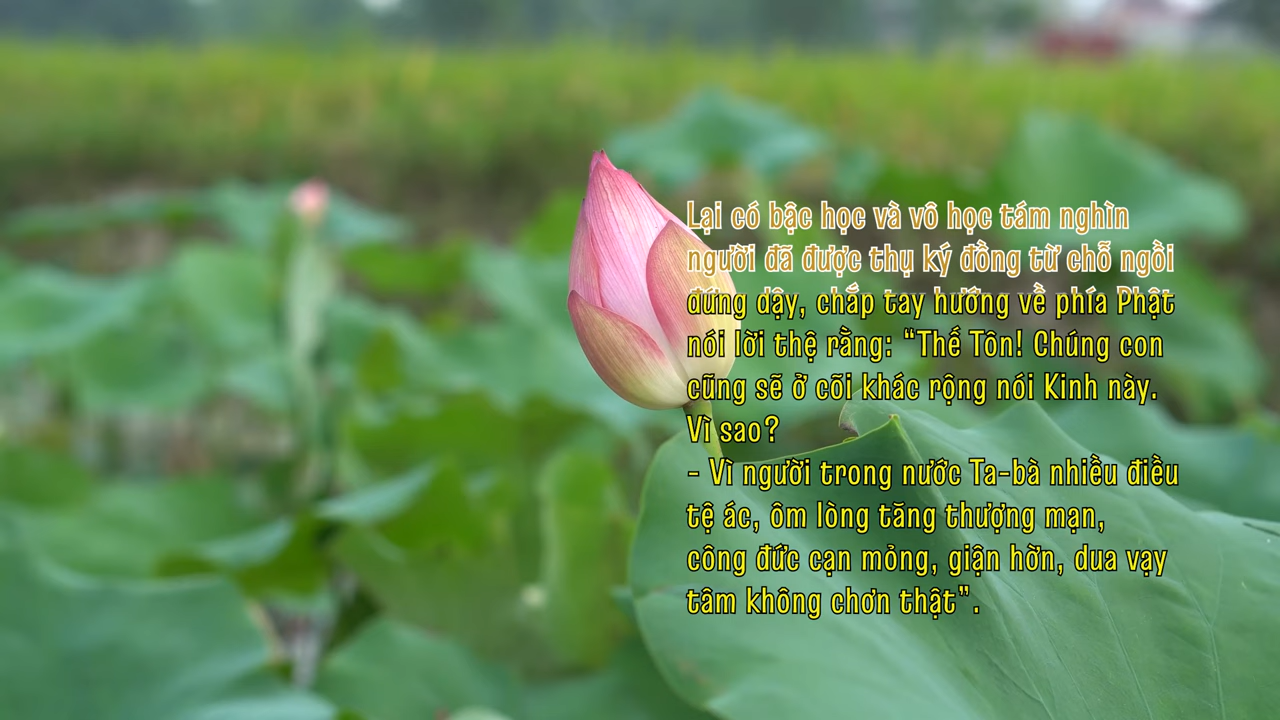 Lại có bậc học và vô học tám nghìn
người đã được thụ ký đồng từ chỗ ngồi
đứng dậy, chắp tay hướng về phía Phật
nói lời thệ rằng: “Thế Tôn! Chúng con
cũng sẽ ở cõi khác rộng nói Kinh này.
Vì sao?
- Vì người trong nước Ta-bà nhiều điều
tệ ác, ôm lòng tăng thượng mạn,
công đức cạn mỏng, giận hờn, dua vạy
tâm không chơn thật”.